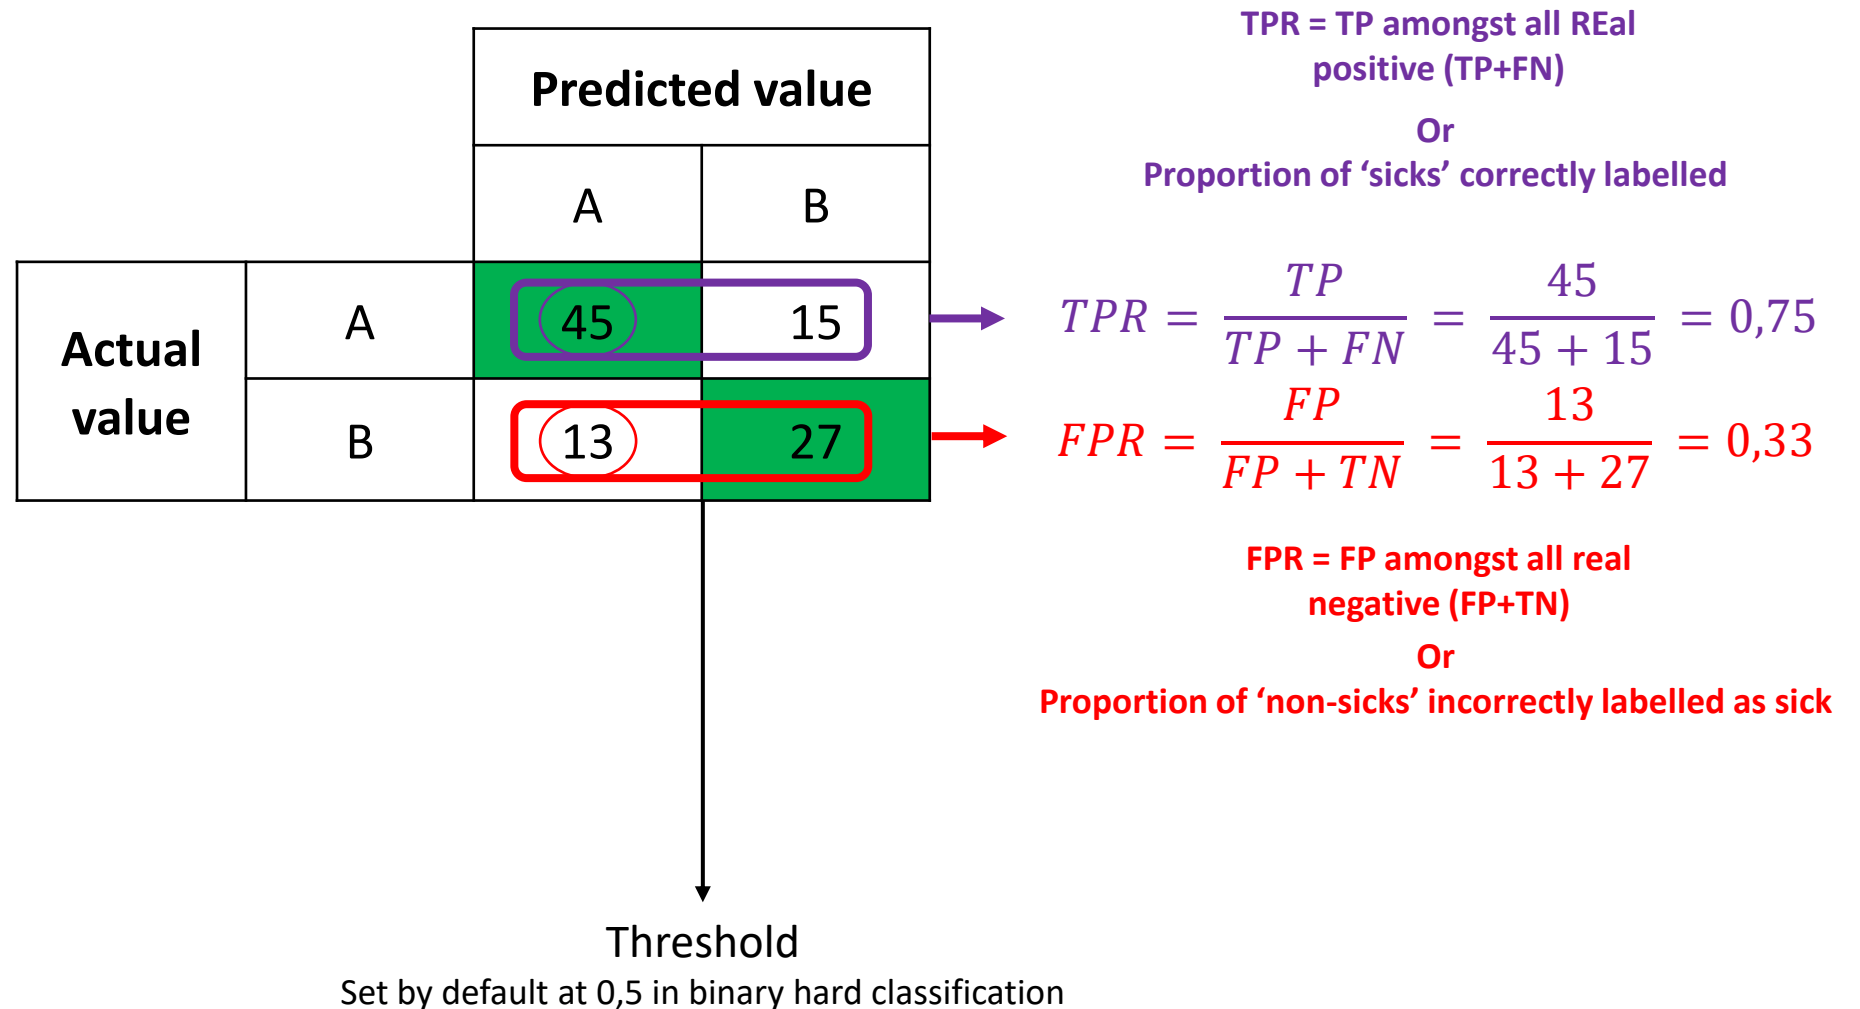 Predicted value
A B
Actual
value
A 45 15
B 13 27
TPR = TP amongst all REal
positive (TP+FN)
Or
Proportion of ‘sicks’ correctly labelled
TPR = TP / TP + FN = 45 / 45 + 15 = 0,75
FPR = FP / FP + TN = 13 / 13 + 27 = 0,33
FPR = FP amongst all real
negative (FP+TN)
Or
Proportion of ‘non-sicks’ incorrectly labelled as sick
Threshold
Set by default at 0,5 in binary hard classification